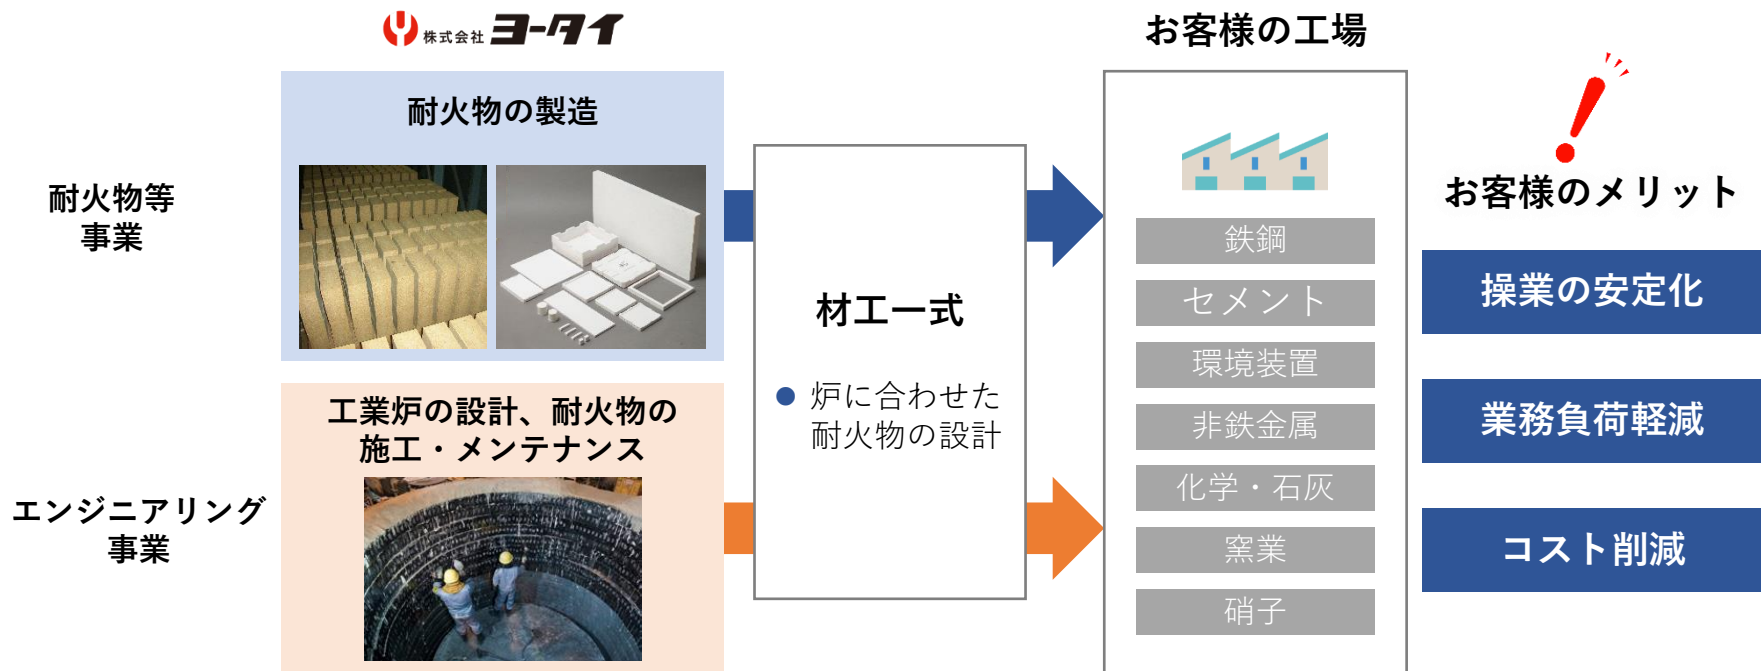 株式会社 ヨータイ
お客様の工場
耐火物等
事業
耐火物の製造
エンジニアリング
事業
工業炉の設計、耐火物の
施工・メンテナンス
材工一式
● 炉に合わせた
耐火物の設計
鉄鋼
セメント
環境装置
非鉄金属
化学・石灰
窯業
硝子
お客様のメリット
操業の安定化
業務負荷軽減
コスト削減